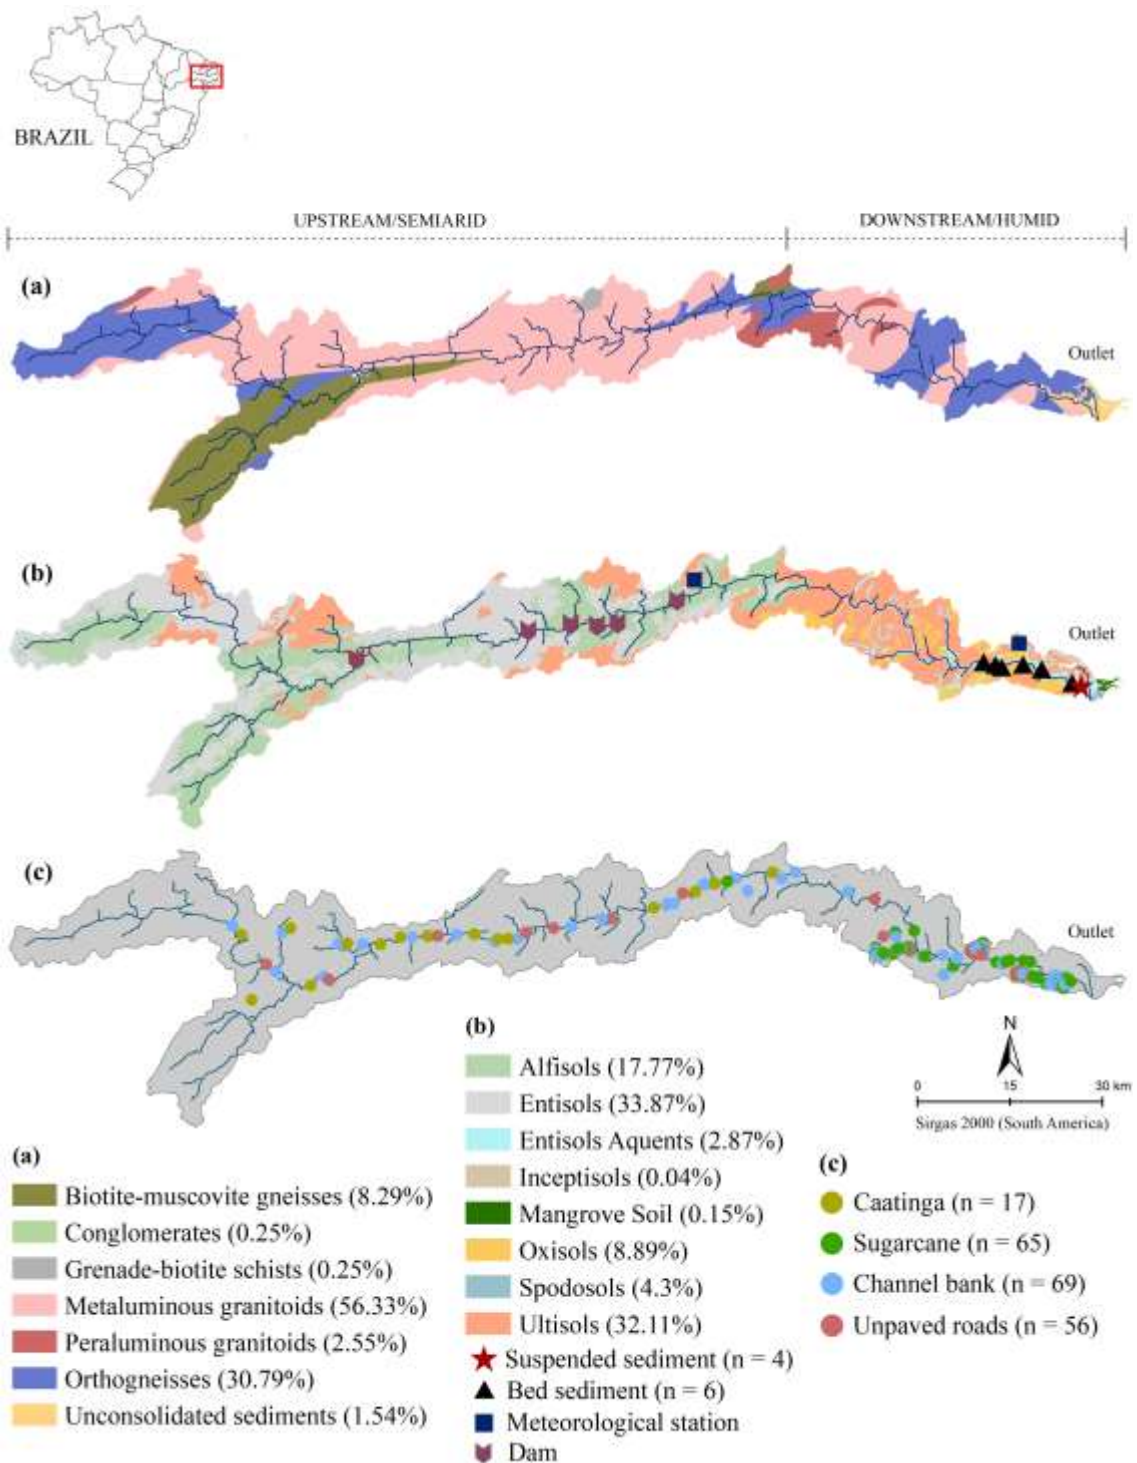 BRAZIL
UPSTREAM/SEMIARID
DOWNSTREAM/HUMID
(a)
Outlet
(b)
Outlet
(c)
Outlet
N
0 15 30 km
Sirgas 2000 (South America)
(a)
Biotite-muscovite gneisses (8.29%)
Conglomerates (0.25%)
Grenade-biotite schists (0.25%)
Metaluminous granitoids (56.33%)
Peraluminous granitoids (2.55%)
Orthogneisses (30.79%)
Unconsolidated sediments (1.54%)
(b)
Alfisols (17.77%)
Entisols (33.87%)
Entisols Aquents (2.87%)
Inceptisols (0.04%)
Mangrove Soil (0.15%)
Oxisols (8.89%)
Spodosols (4.3%)
Ultisols (32.11%)
Suspended sediment (n = 4)
Bed sediment (n = 6)
Meteorological station
Dam
(c)
Caatinga (n = 17)
Sugarcane (n = 65)
Channel bank (n = 69)
Unpaved roads (n = 56)